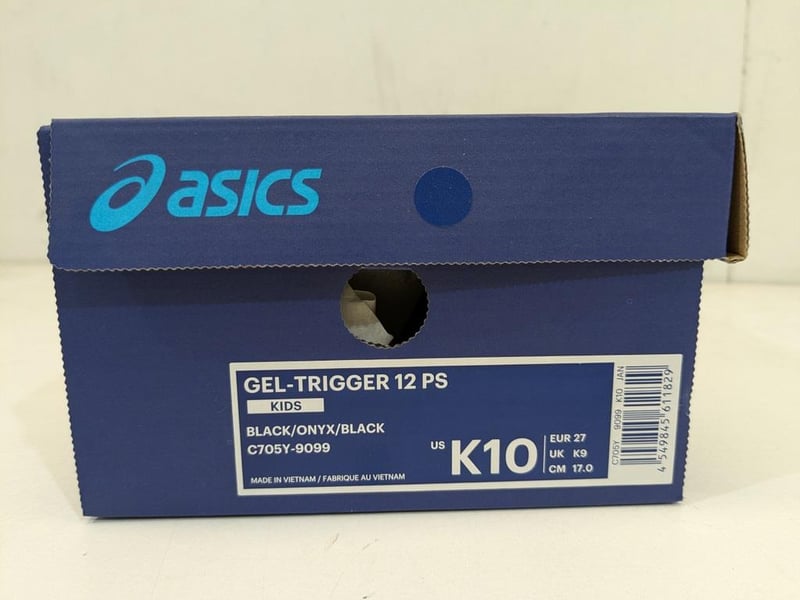 asics
GEL-TRIGGER 12 PS
KIDS
BLACK/ONYX/BLACK
C705Y-9099
MADE IN VIETNAM / FABRIQUE AU VIETNAM
US K10
EUR 27
UK K9
CM 17.0
C705Y 9099 K10 JAN
4 549845 611829